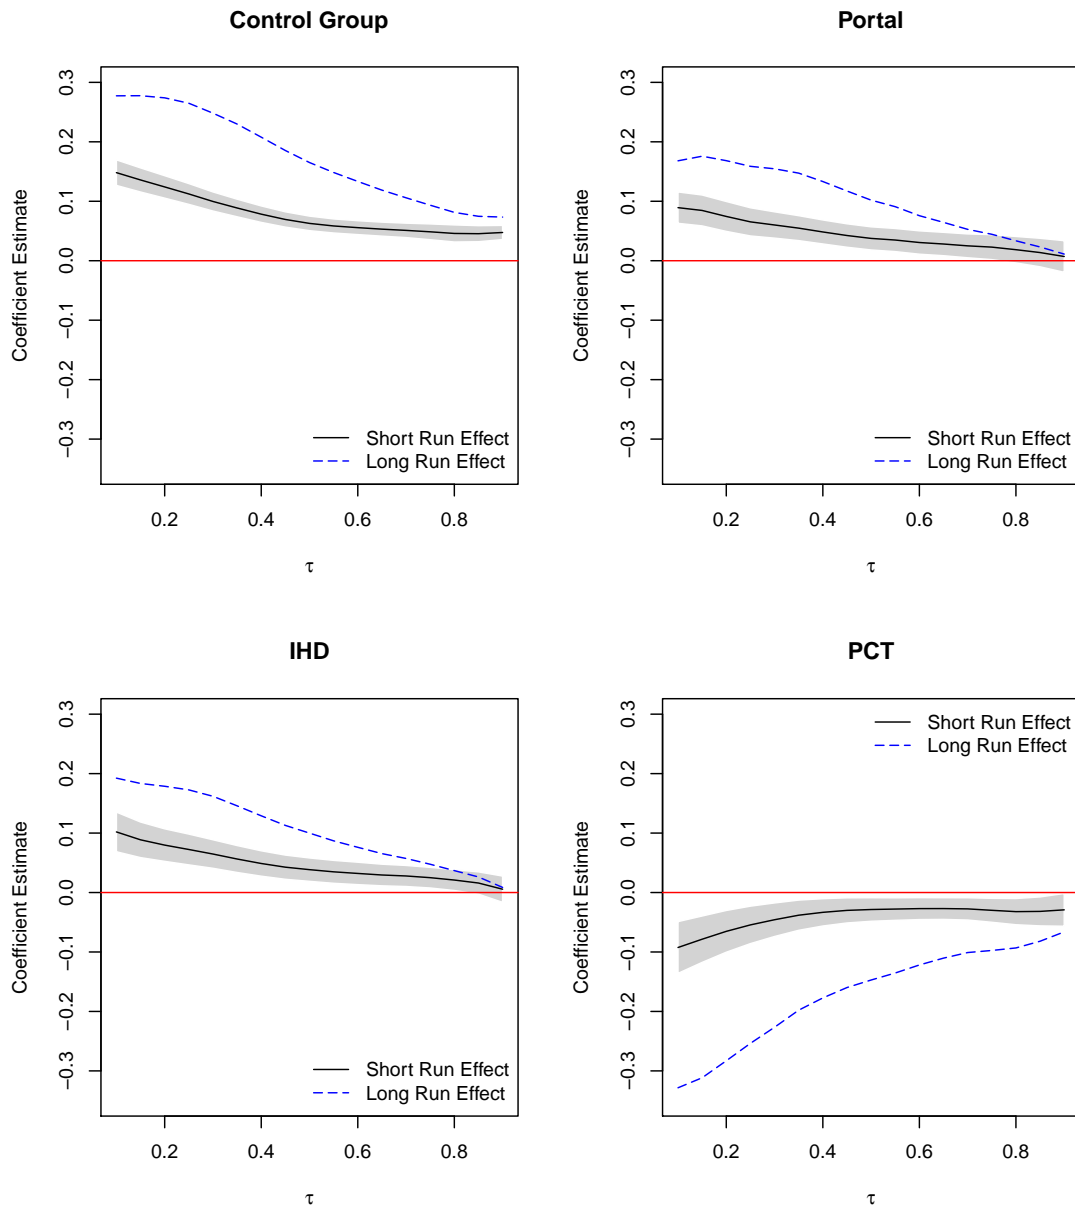 Control Group
Coefficient Estimate
0.3
0.2
0.1
0.0
−0.1
−0.2
−0.3
Short Run Effect
Long Run Effect
0.2 0.4 0.6 0.8
τ
Portal
Coefficient Estimate
0.3
0.2
0.1
0.0
−0.1
−0.2
−0.3
Short Run Effect
Long Run Effect
0.2 0.4 0.6 0.8
τ
IHD
Coefficient Estimate
0.3
0.2
0.1
0.0
−0.1
−0.2
−0.3
Short Run Effect
Long Run Effect
0.2 0.4 0.6 0.8
τ
PCT
Coefficient Estimate
0.3
0.2
0.1
0.0
−0.1
−0.2
−0.3
Short Run Effect
Long Run Effect
0.2 0.4 0.6 0.8
τ